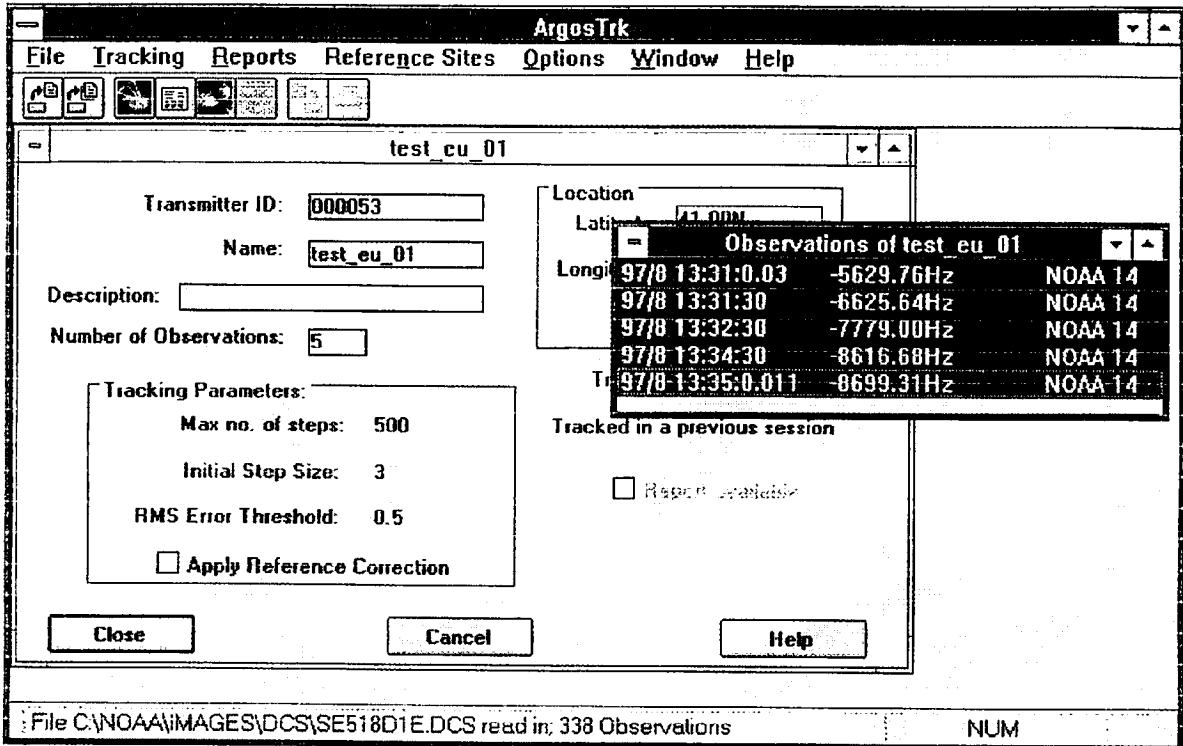 ArgosTrk
File Tracking Reports Reference Sites Options Window Help
test_eu_01
Transmitter ID: 000053
Name: test_eu_01
Description:
Number of Observations: 5
Tracking Parameters:
Max no. of steps: 500
Initial Step Size: 3
RMS Error Threshold: 0.5
Apply Reference Correction
Location
Observations of test_eu_01
97/8 13:31:0.03 -5629.76Hz NOAA 14
97/8 13:31:30 -6625.64Hz NOAA 14
97/8 13:32:30 -7779.00Hz NOAA 14
97/8 13:34:30 -8616.68Hz NOAA 14
97/8 13:35:0.011 -8699.31Hz NOAA 14
Tracked in a previous session
Report available
Close Cancel Help
File C:\NOAA\IMAGES\DCS\SE518D1E.DCS read in; 338 Observations NUM